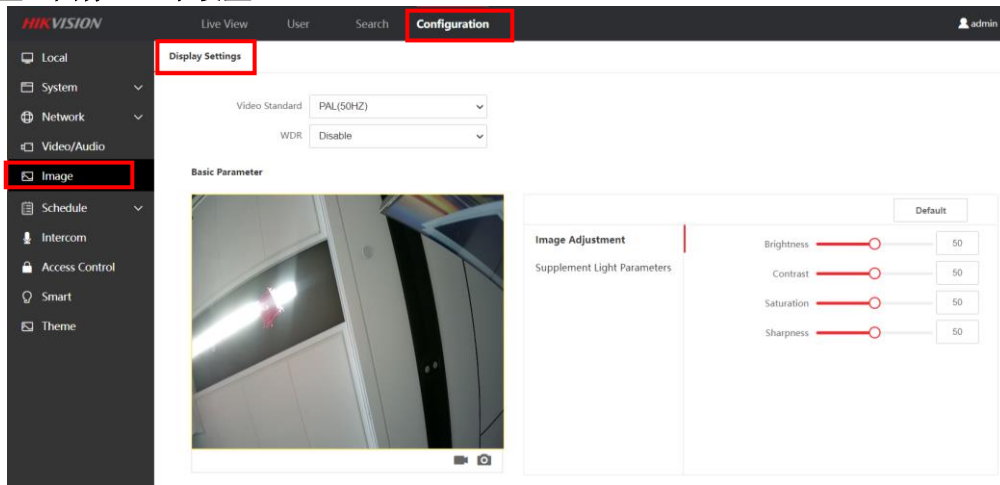 HIKVISION Live View User Search Configuration admin
Local
System
Network
Video/Audio
Image
Schedule
Intercom
Access Control
Smart
Theme
Display Settings
Video Standard PAL(50HZ)
WDR Disable
Basic Parameter
Default
Image Adjustment
Supplement Light Parameters
Brightness 50
Contrast 50
Saturation 50
Sharpness 50